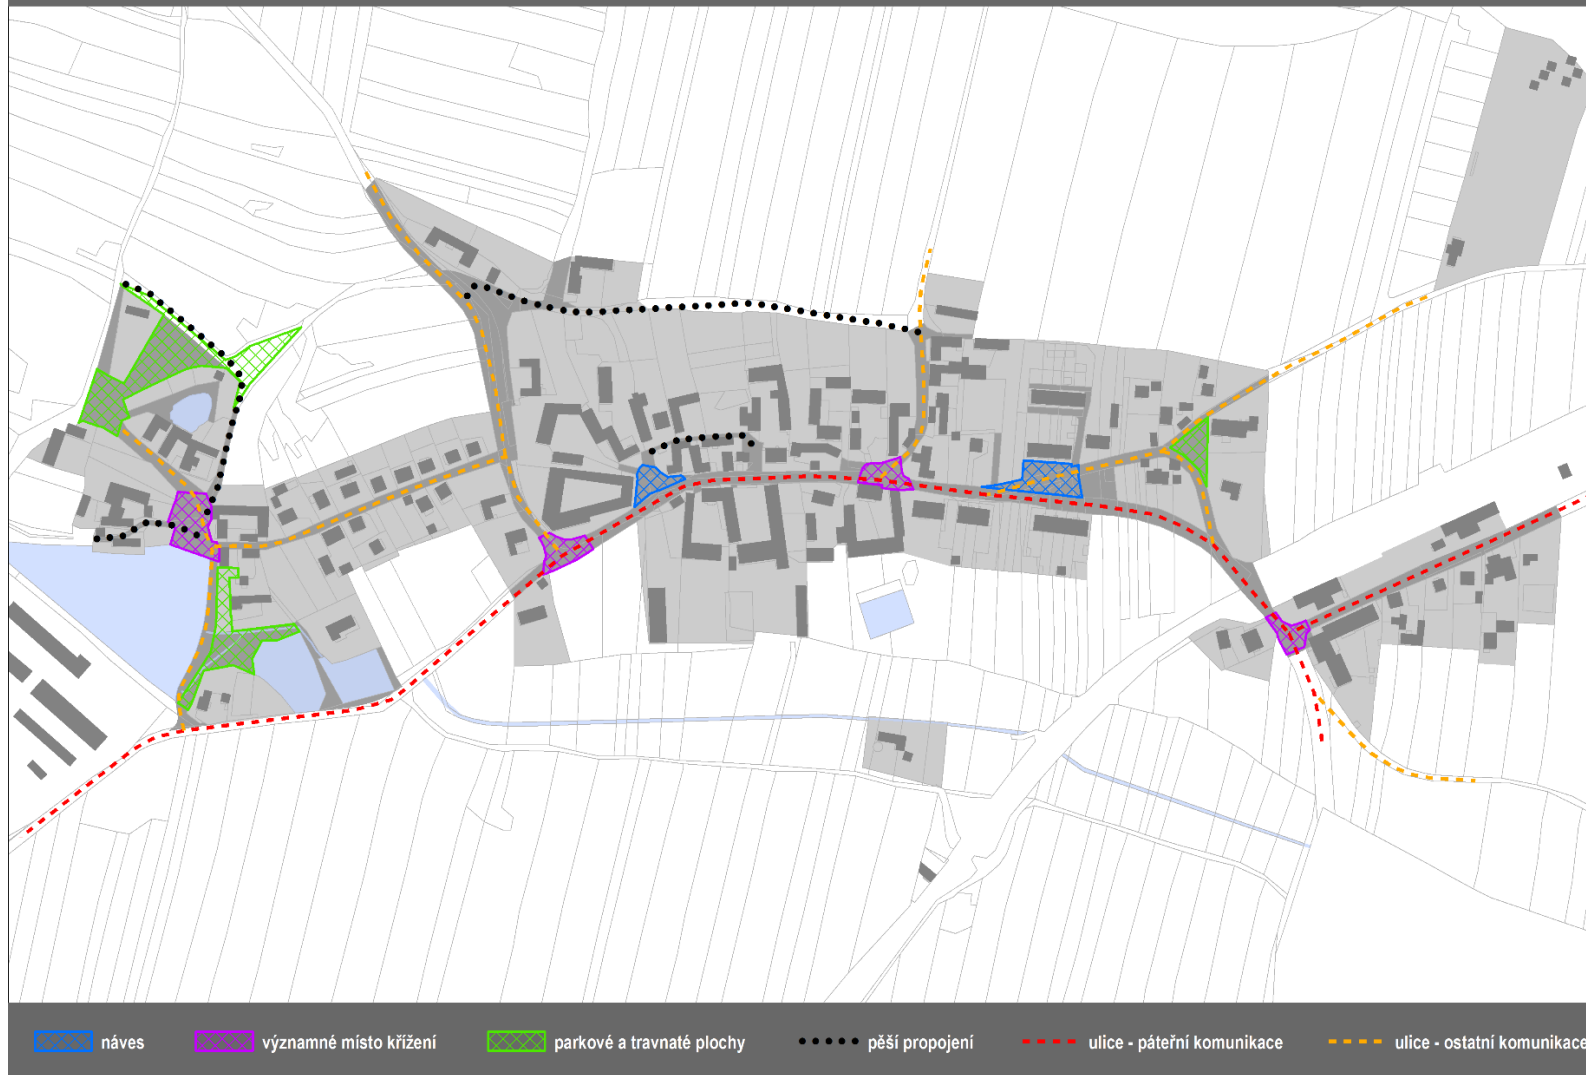 náves významné místo křížení parkové a travnaté plochy pěší propojení ulice - páteřní komunikace ulice - ostatní komunikace